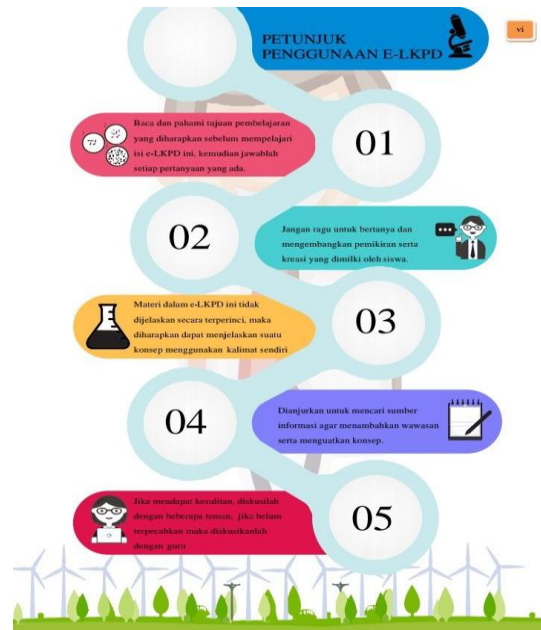 PETUNJUK
PENGGUNAAN E-LKPD
vi
Baca dan pahami tujuan pembelajaran
yang diharapkan sebelum mempelajari
isi e-LKPD ini, kemudian jawablah
setiap pertanyaan yang ada.
01
02
Jangan ragu untuk bertanya dan
mengembangkan pemikiran serta
kreasi yang dimilki oleh siswa.
Materi dalam e-LKPD ini tidak
dijelaskan secara terperinci, maka
diharapkan dapat menjelaskan suatu
konsep menggunakan kalimat sendiri
03
04
Dianjurkan untuk mencari sumber
informasi agar menambahkan wawasan
serta menguatkan konsep.
Jika mendapat kesulitan, diskusilah
dengan beberapa teman, jika belum
terpecahkan maka diskusikanlah
dengan guru
05